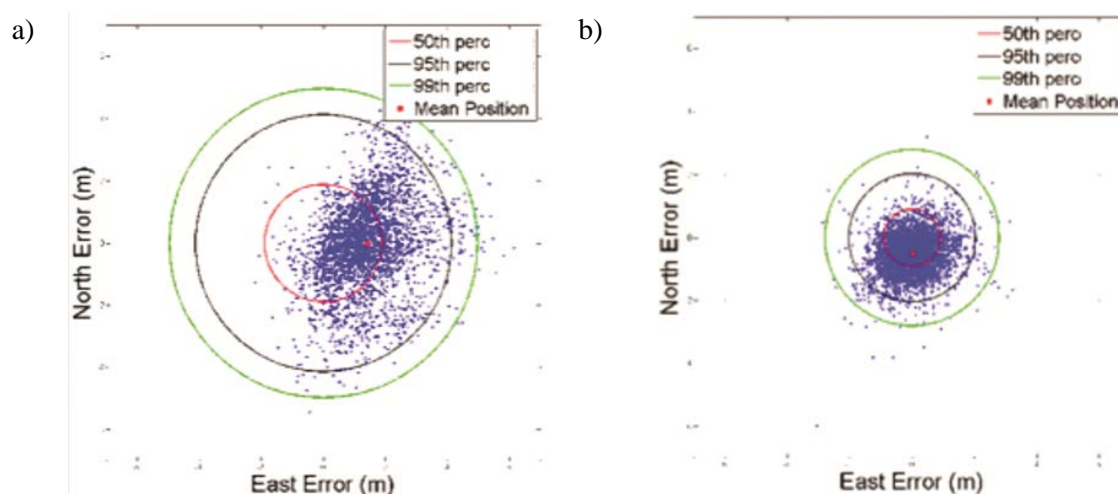 a)
50th perc
95th perc
99th perc
Mean Position
North Error (m)
East Error (m)
b)
50th perc
95th perc
99th perc
Mean Position
North Error (m)
East Error (m)